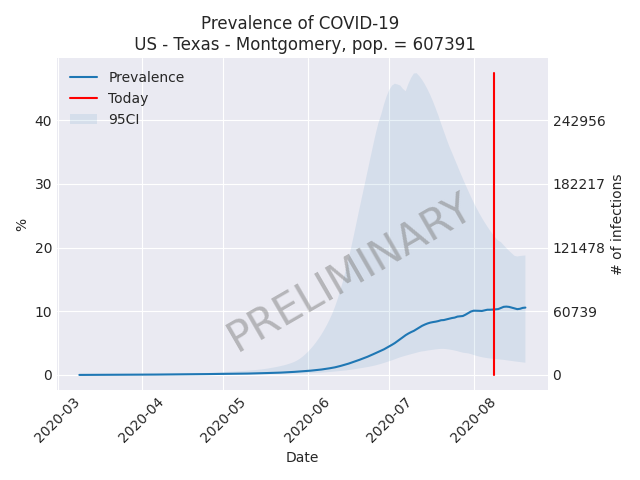 Prevalence of COVID-19
US - Texas - Montgomery, pop. = 607391
Prevalence
Today
95CI
40
30
20
10
0
%
242956
182217
121478
60739
0
# of infections
PRELIMINARY
2020-03
2020-04
2020-05
2020-06
2020-07
2020-08
Date